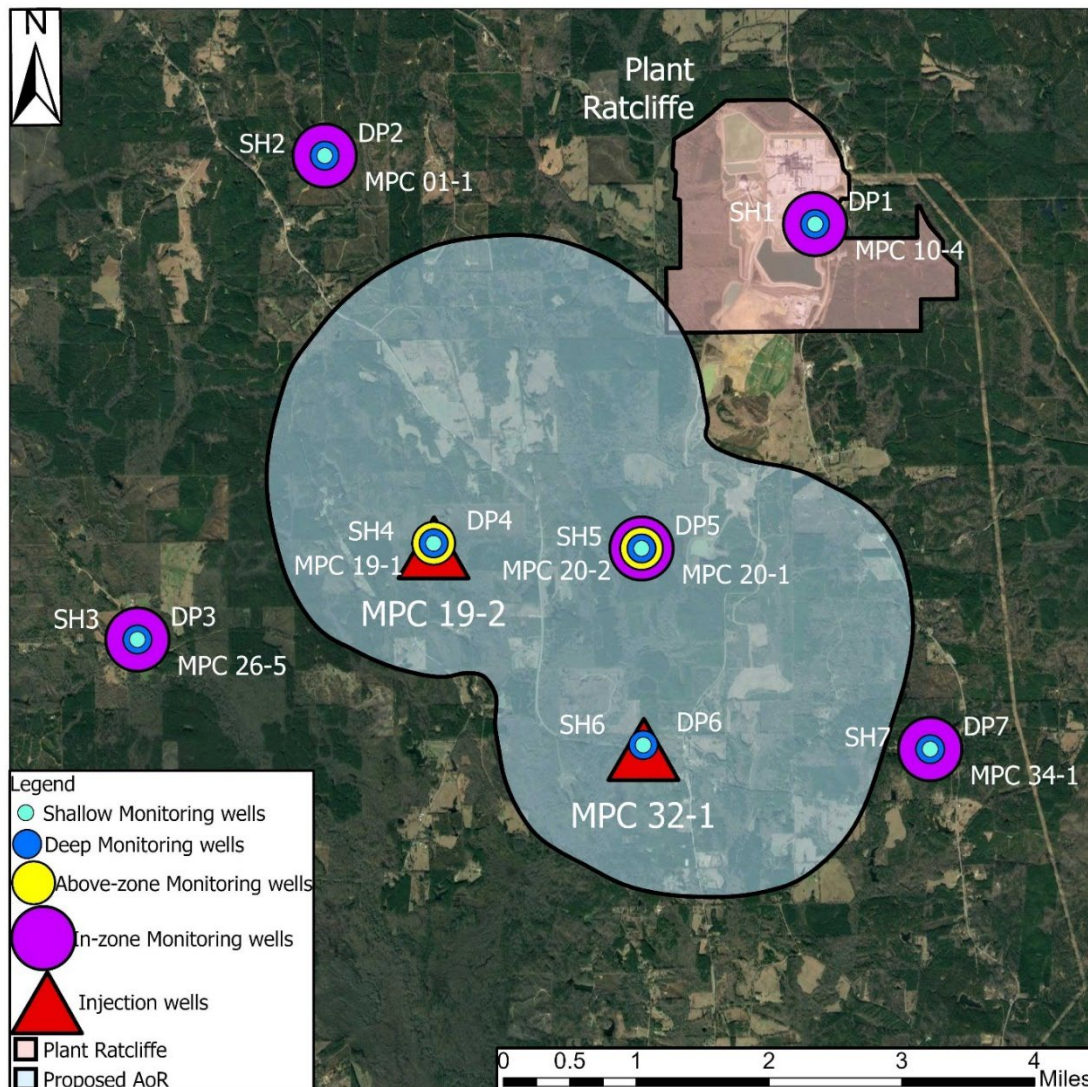 N
Plant
Ratcliffe
SH2 DP2
MPC 01-1
SH1 DP1
MPC 10-4
SH4 DP4
MPC 19-1
MPC 19-2
SH5 DP5
MPC 20-2 MPC 20-1
SH3 DP3
MPC 26-5
SH6 DP6
MPC 32-1
SH7 DP7
MPC 34-1
Legend
Shallow Monitoring wells
Deep Monitoring wells
Above-zone Monitoring wells
In-zone Monitoring wells
Injection wells
Plant Ratcliffe
Proposed AoR
0 0.5 1 2 3 4
Miles